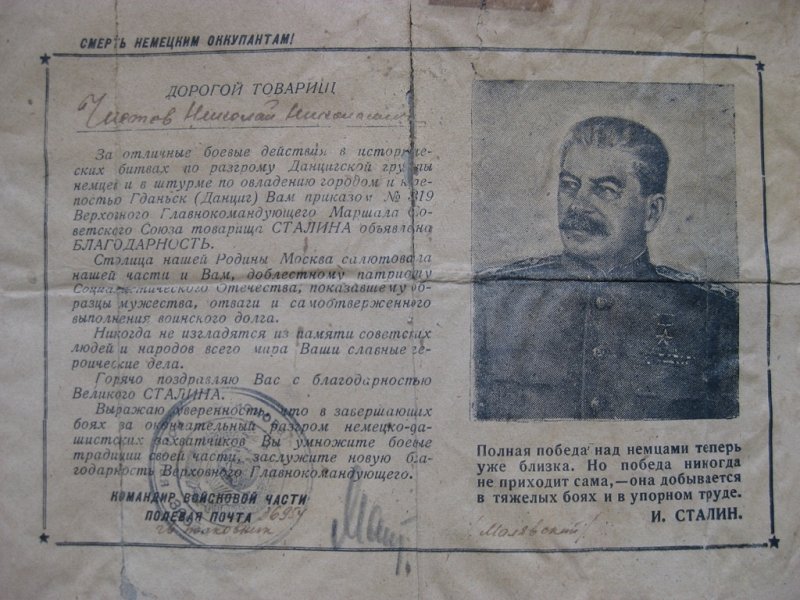 СМЕРТЬ НЕМЕЦКИМ ОККУПАНТАМ!
ДОРОГОЙ ТОВАРИЩ
Чистов Николай Николаевич
За отличные боевые действия в историче-
ских битвах по разгрому Данцигской группы
немцев и в штурме по овладению городом и кре-
постью Гданьск (Данциг) Вам приказом № 319
Верховного Главнокомандующего Маршала Со-
ветского Союза товарища СТАЛИНА объявлена
БЛАГОДАРНОСТЬ.
Столица нашей Родины Москва салютовала
нашей части и Вам, доблестному патриоту
Социалистического Отечества, показавшему об-
разцы мужества, отваги и самоотверженного
выполнения воинского долга.
Никогда не изгладятся из памяти советских
людей и народов всего мира Ваши славные ге-
роические дела.
Горячо поздравляю Вас с благодарностью
Великого СТАЛИНА.
Выражаю уверенность, что в завершающих
боях за окончательный разгром немецко-фа-
шистских захватчиков Вы умножите боевые
традиции своей части, заслужите новую бла-
годарность Верховного Главнокомандующего.
КОМАНДИР ВОЙСКОВОЙ ЧАСТИ
ПОЛЕВАЯ ПОЧТА
гв. полковник
(Малявский)
Полная победа над немцами теперь
уже близка. Но победа никогда
не приходит сама,—она добывается
в тяжелых боях и в упорном труде.
И. СТАЛИН.